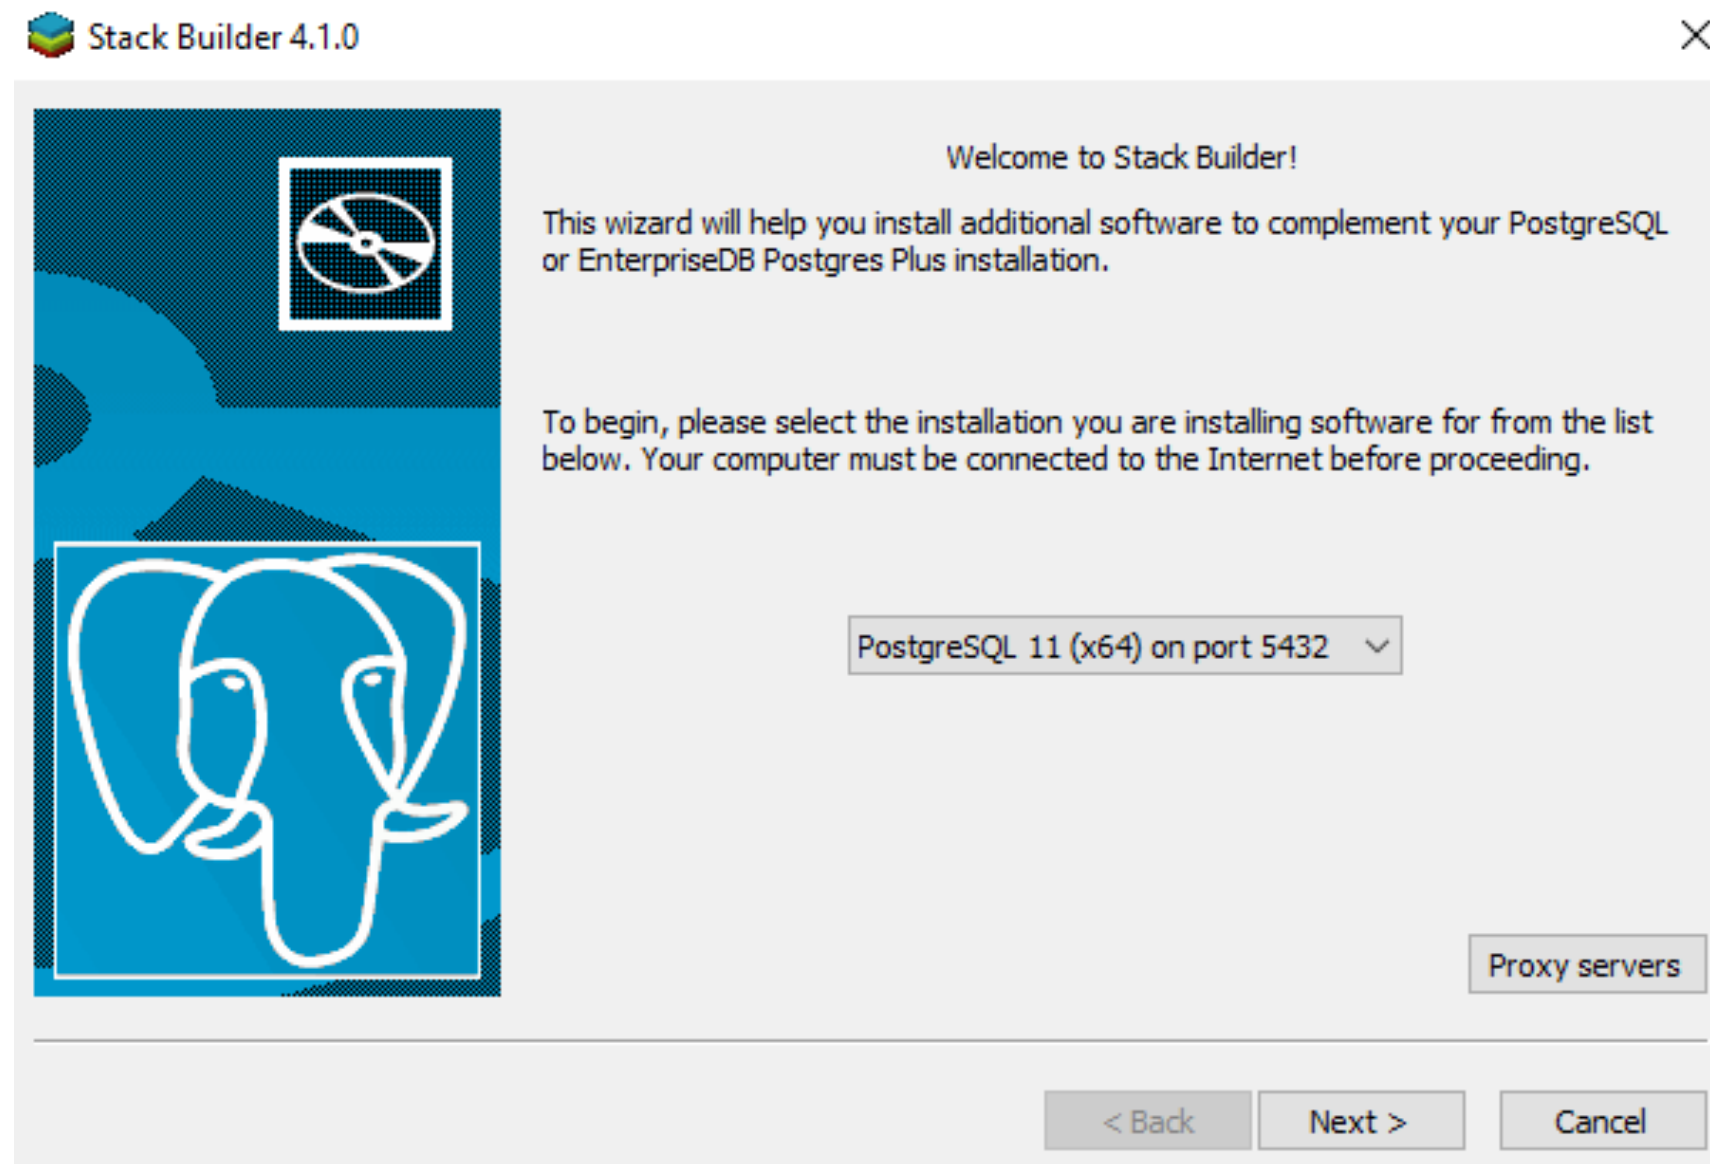 Stack Builder 4.1.0
Welcome to Stack Builder!
This wizard will help you install additional software to complement your PostgreSQL
or EnterpriseDB Postgres Plus installation.
To begin, please select the installation you are installing software for from the list
below. Your computer must be connected to the Internet before proceeding.
PostgreSQL 11 (x64) on port 5432
Proxy servers
< Back Next > Cancel